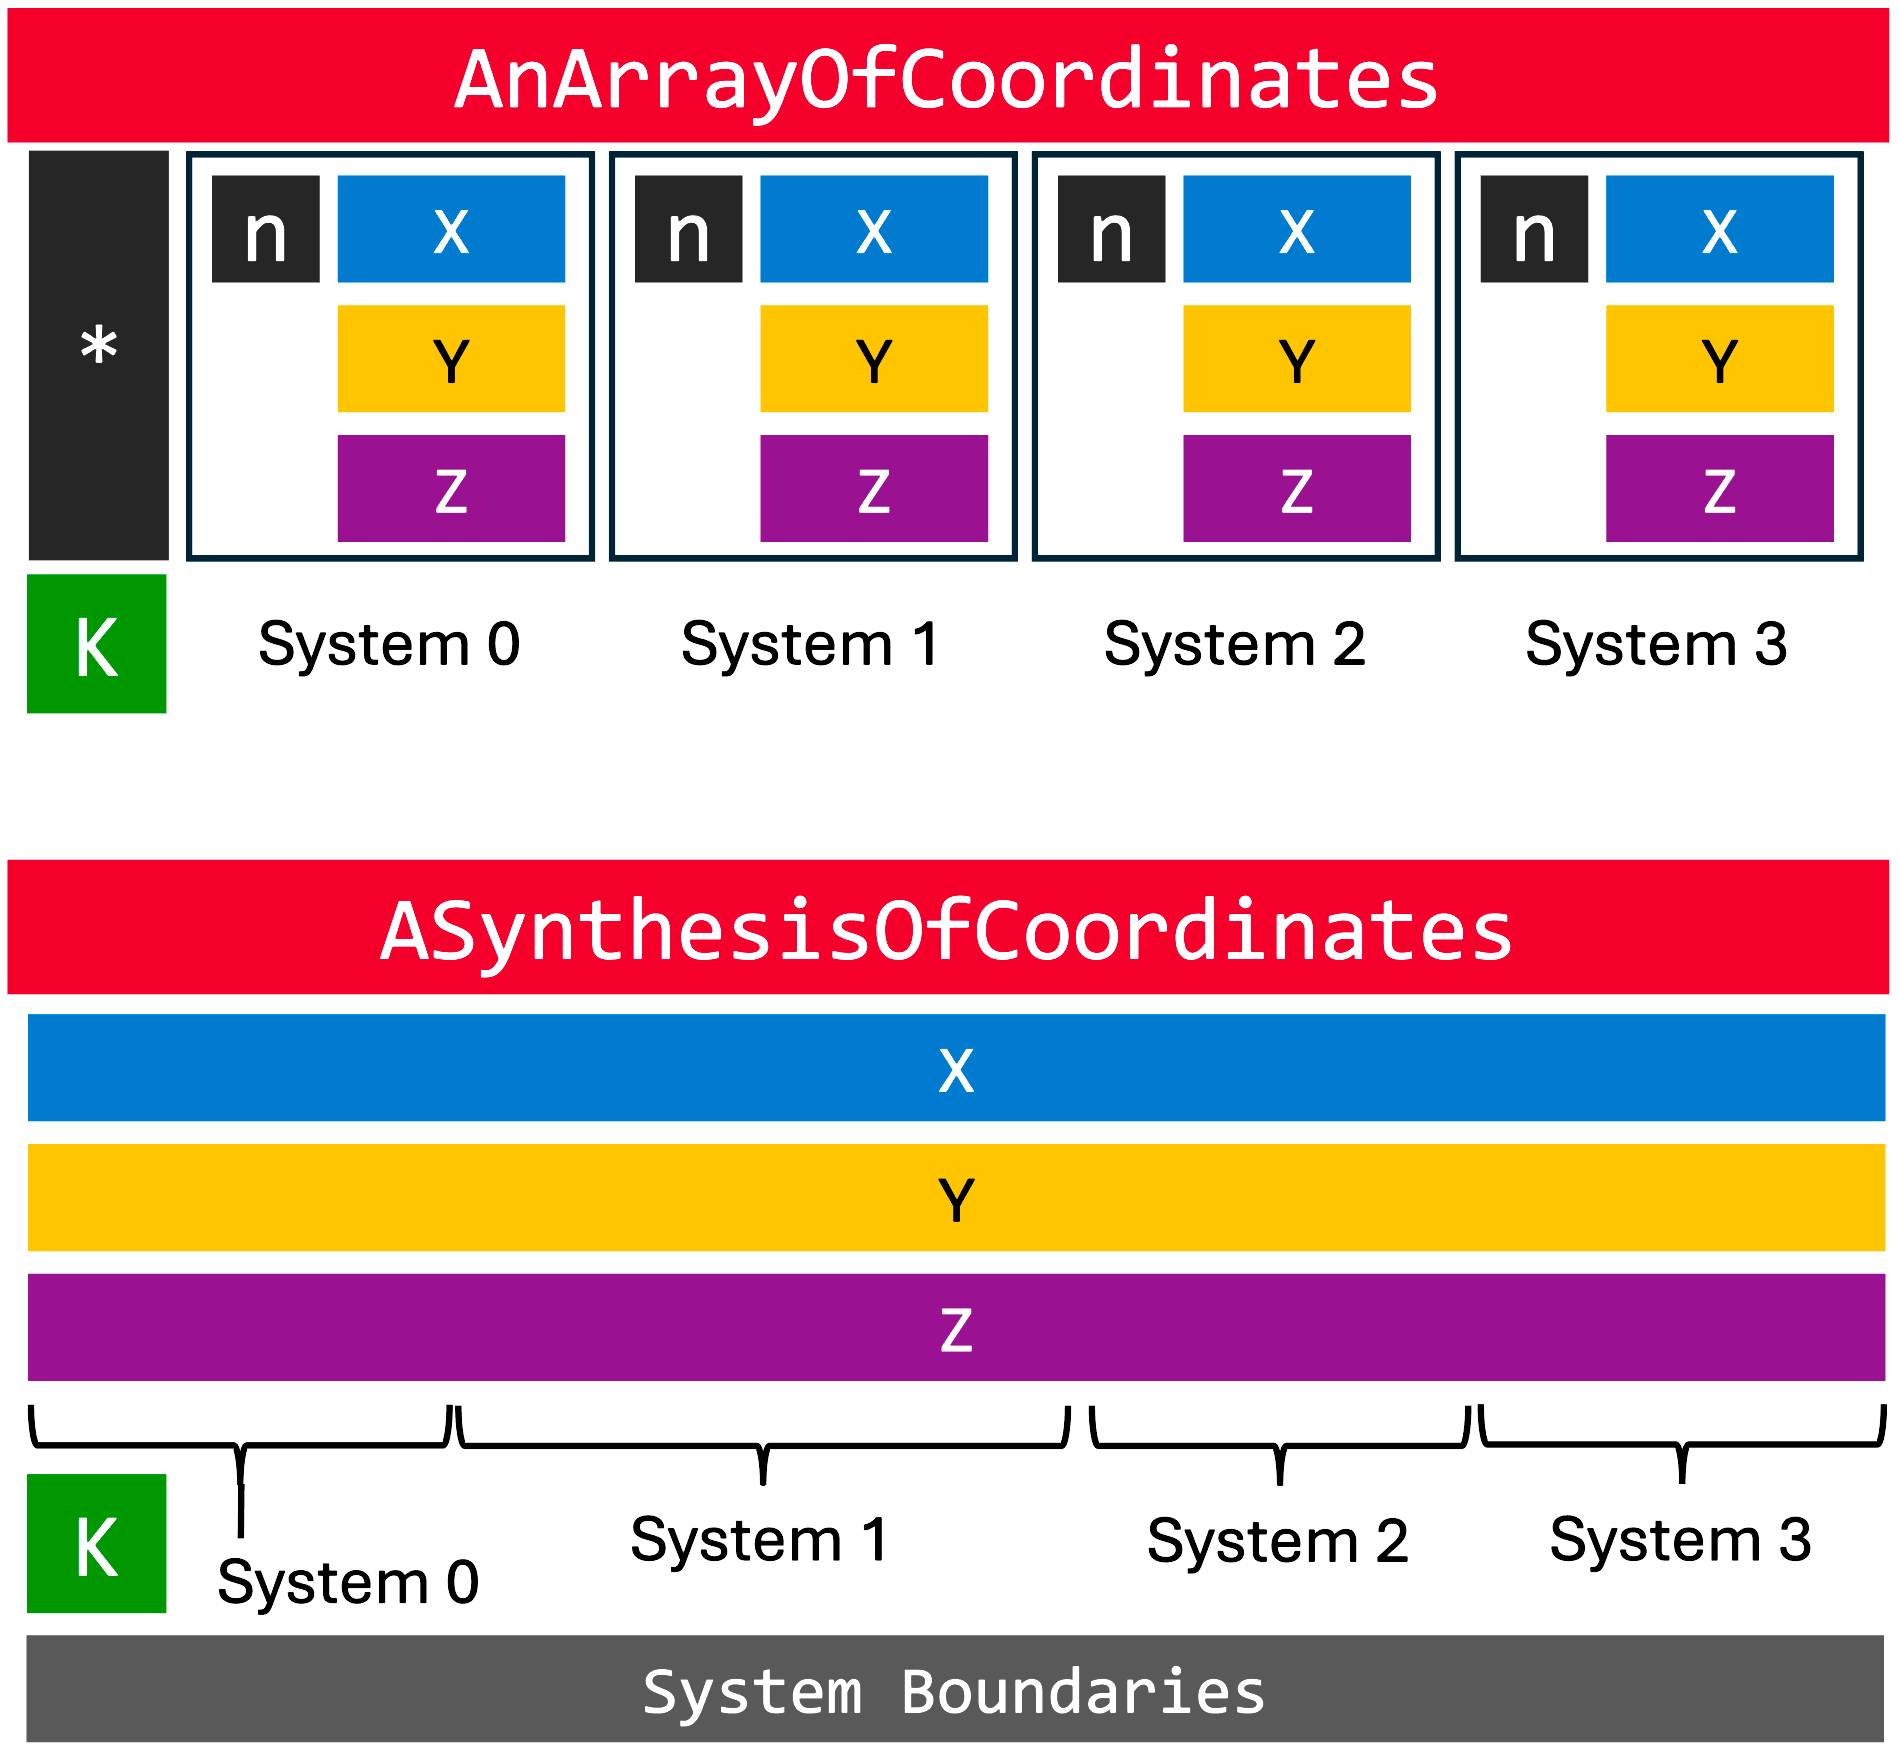 AnArrayOfCoordinates
* n X n X n X n X
Y Y Y Y
Z Z Z Z
K System 0 System 1 System 2 System 3
ASynthesisOfCoordinates
X
Y
Z
K System 0 System 1 System 2 System 3
System Boundaries